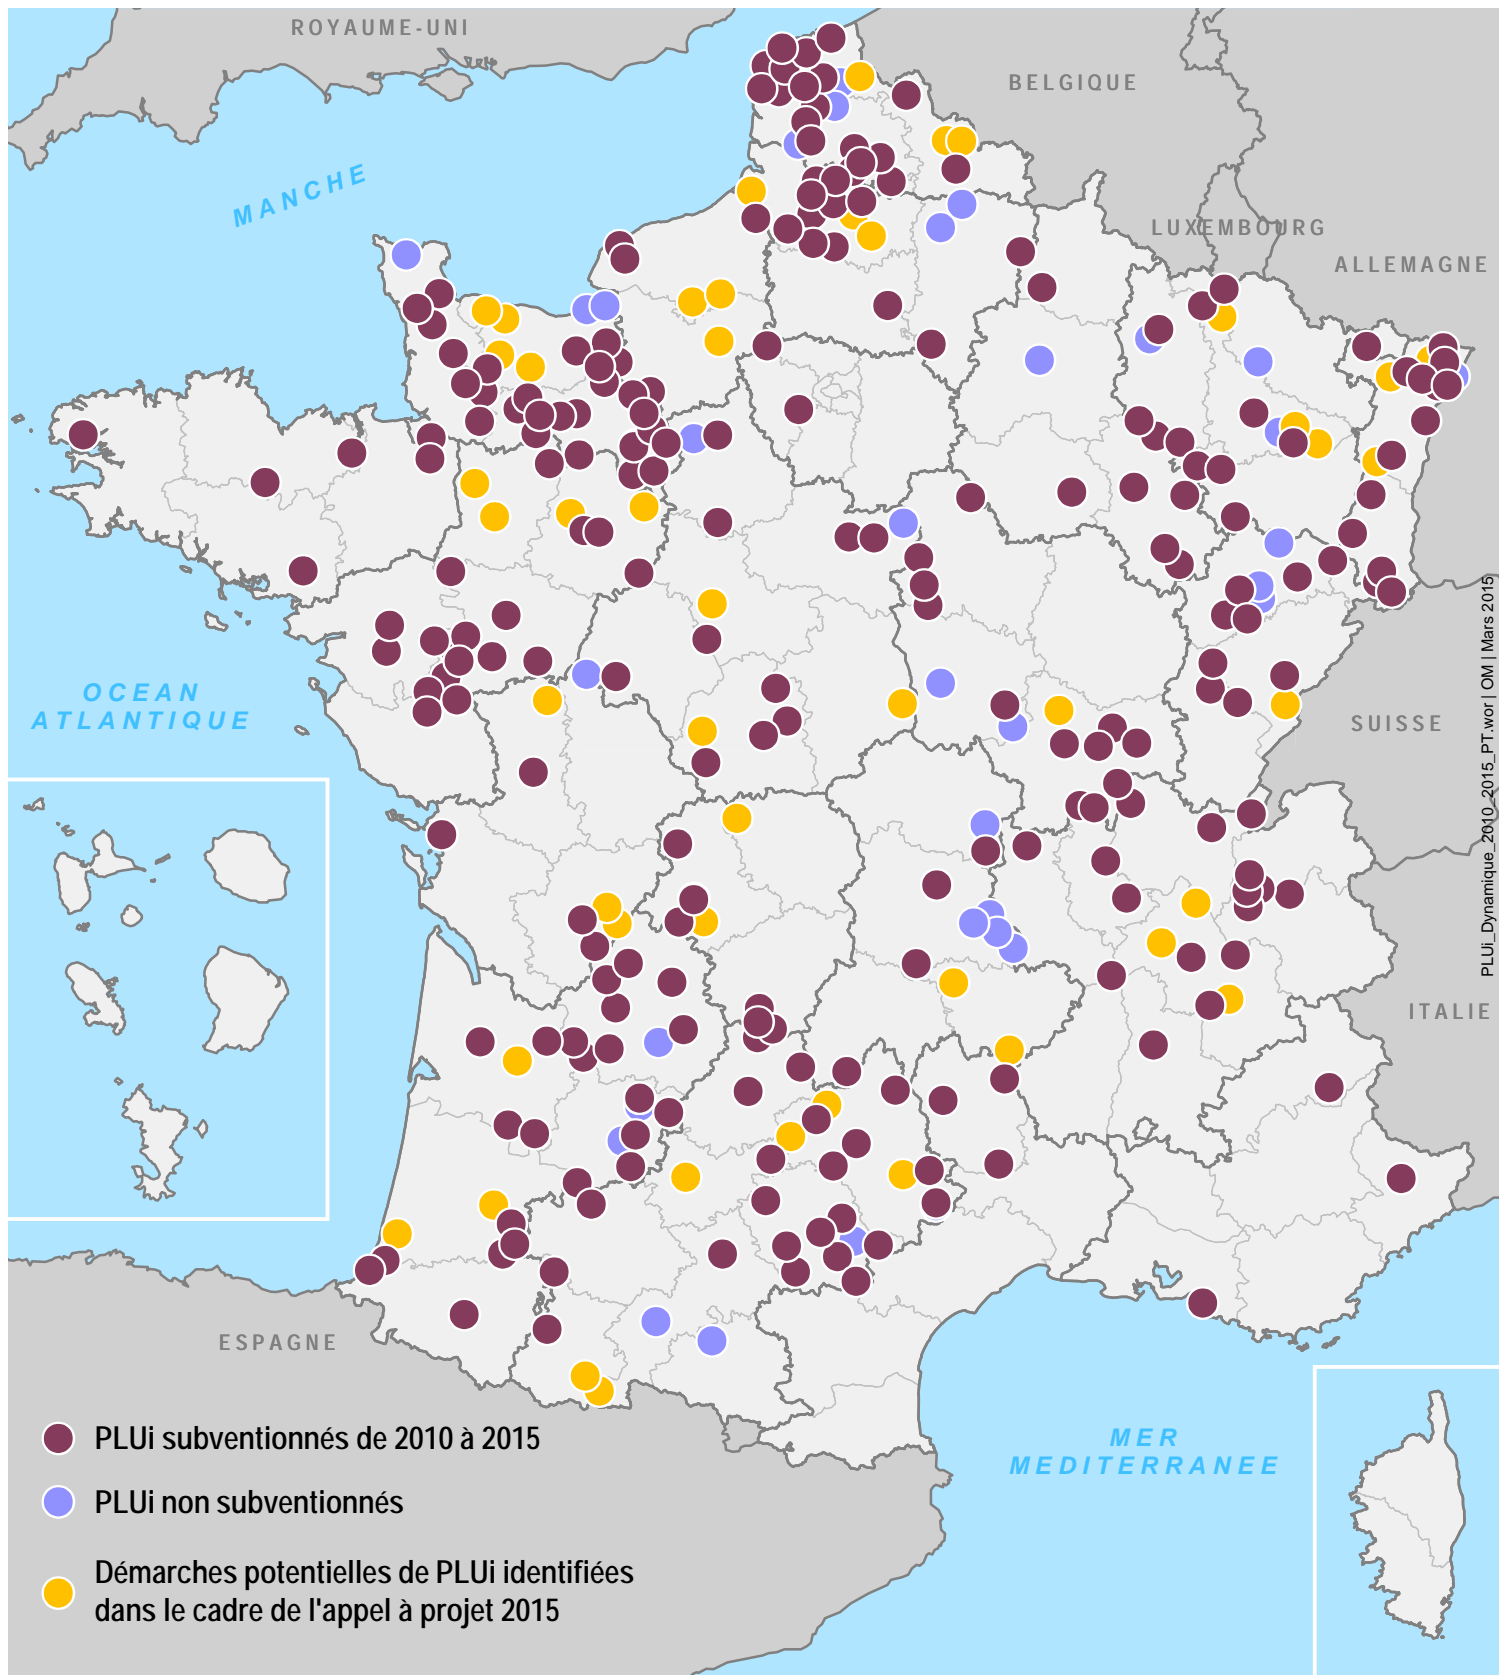 ROYAUME-UNI
BELGIQUE
MANCHE
LUXEMBOURG
ALLEMAGNE
OCEAN
ATLANTIQUE
SUISSE
PLUi_Dynamique_2010_2015_PT.wor | OM | Mars 2015
ITALIE
ESPAGNE
MER
MEDITERRANEE
PLUi subventionnés de 2010 à 2015
PLUi non subventionnés
Démarches potentielles de PLUi identifiées
dans le cadre de l'appel à projet 2015